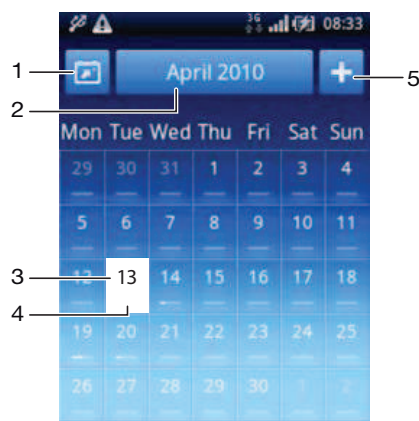 3G 08:33
1 April 2010 + 5
2
Mon Tue Wed Thu Fri Sat Sun
29 30 31 1 2 3 4
5 6 7 8 9 10 11
3 12 13 14 15 16 17 18
4
19 20 21 22 23 24 25
26 27 28 29 30 1 2